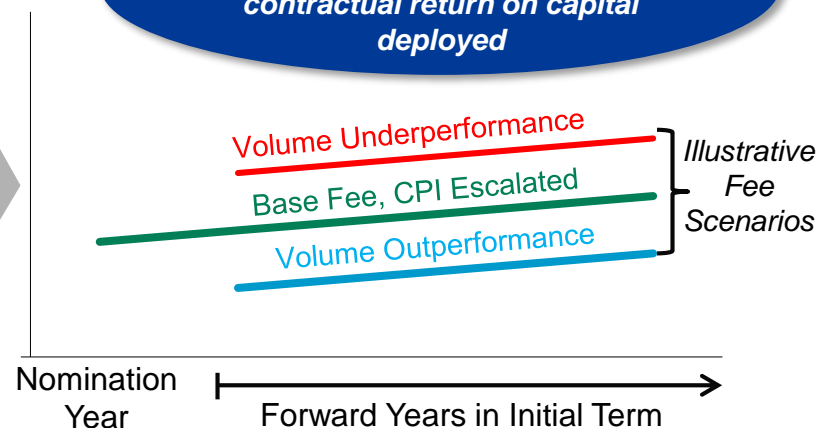 contractual return on capital
deployed
Volume Underperformance
Base Fee, CPI Escalated
Volume Outperformance
Illustrative
Fee
Scenarios
Nomination
Year
Forward Years in Initial Term